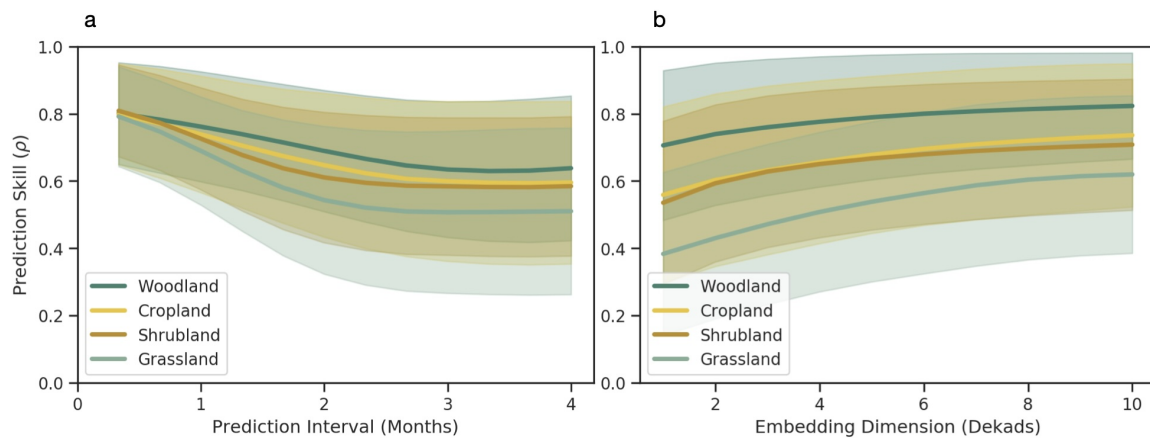 a
b
Prediction Skill (ρ)
1.0
0.8
0.6
0.4
0.2
0.0
Woodland
Cropland
Shrubland
Grassland
0 1 2 3 4
Prediction Interval (Months)
1.0
0.8
0.6
0.4
0.2
0.0
Woodland
Cropland
Shrubland
Grassland
2 4 6 8 10
Embedding Dimension (Dekads)